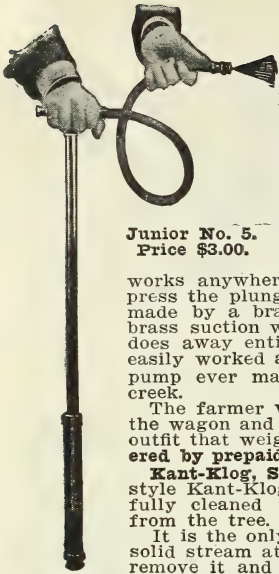 Junior No. 5.
Price $3.00.
works anywher
press the plung
made by a bra
brass suction w
does away enti
easily worked a
pump ever ma
creek.
The farmer v
the wagon and
outfit that weig
ered by prepaid
Kant-Klog, S
style Kant-Klog
fully cleaned
from the tree.
It is the only
solid stream at
remove it and